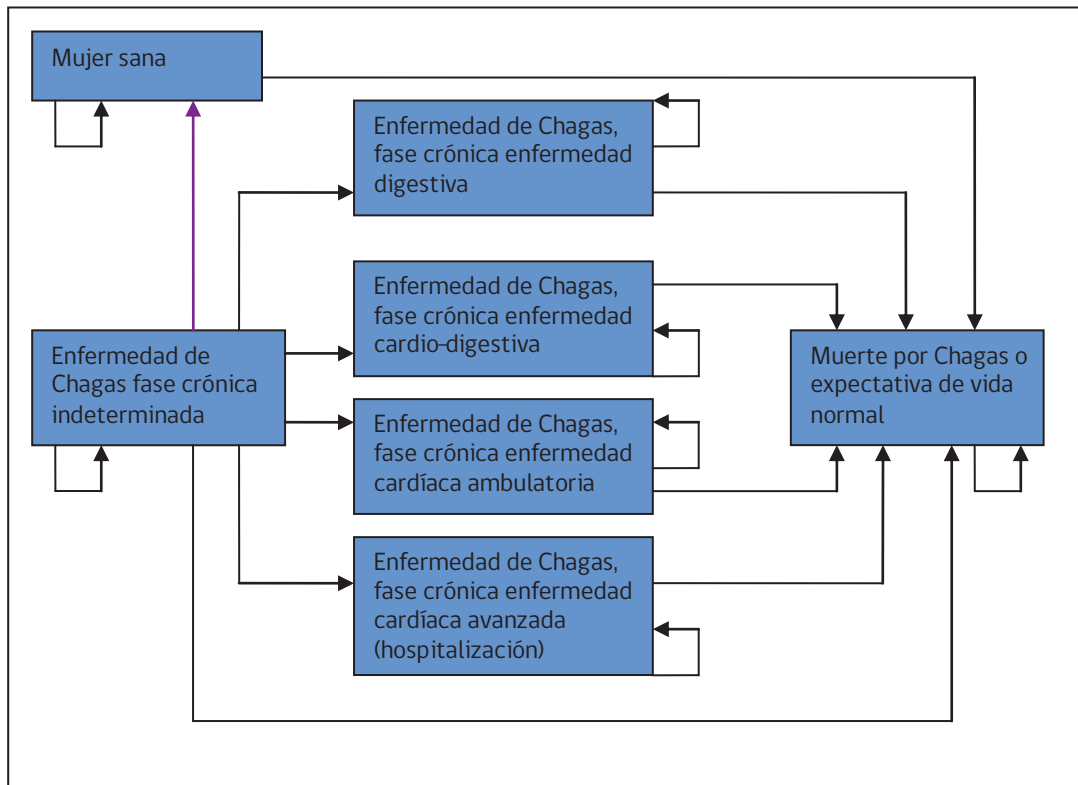 Mujer sana
Enfermedad de Chagas,
fase crónica enfermedad
digestiva
Enfermedad de Chagas,
fase crónica enfermedad
cardio-digestiva
Enfermedad de
Chagas fase crónica
indeterminada
Muerte por Chagas o
expectativa de vida
normal
Enfermedad de Chagas,
fase crónica enfermedad
cardíaca ambulatoria
Enfermedad de Chagas,
fase crónica enfermedad
cardíaca avanzada
(hospitalización)